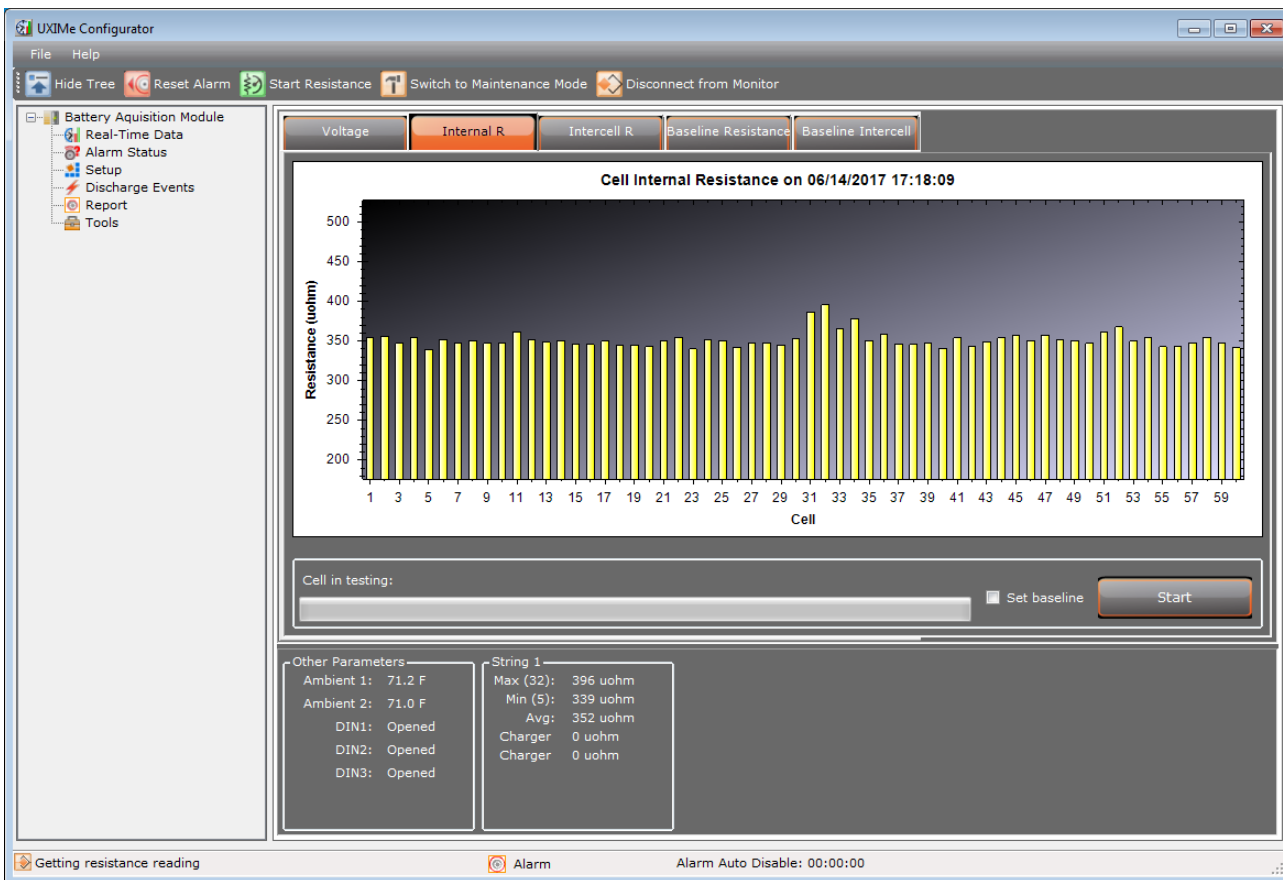 UXIMe Configurator
File Help
Hide Tree Reset Alarm Start Resistance Switch to Maintenance Mode Disconnect from Monitor
Battery Aquisition Module
Real-Time Data
Alarm Status
Setup
Discharge Events
Report
Tools
Voltage Internal R Intercell R Baseline Resistance Baseline Intercell
Cell Internal Resistance on 06/14/2017 17:18:09
Resistance (uohm)
500
450
400
350
300
250
200
1 3 5 7 9 11 13 15 17 19 21 23 25 27 29 31 33 35 37 39 41 43 45 47 49 51 53 55 57 59
Cell
Cell in testing:
Set baseline Start
Other Parameters
Ambient 1: 71.2 F
Ambient 2: 71.0 F
DIN1: Opened
DIN2: Opened
DIN3: Opened
String 1
Max (32): 396 uohm
Min (5): 339 uohm
Avg: 352 uohm
Charger 0 uohm
Charger 0 uohm
Getting resistance reading Alarm Alarm Auto Disable: 00:00:00